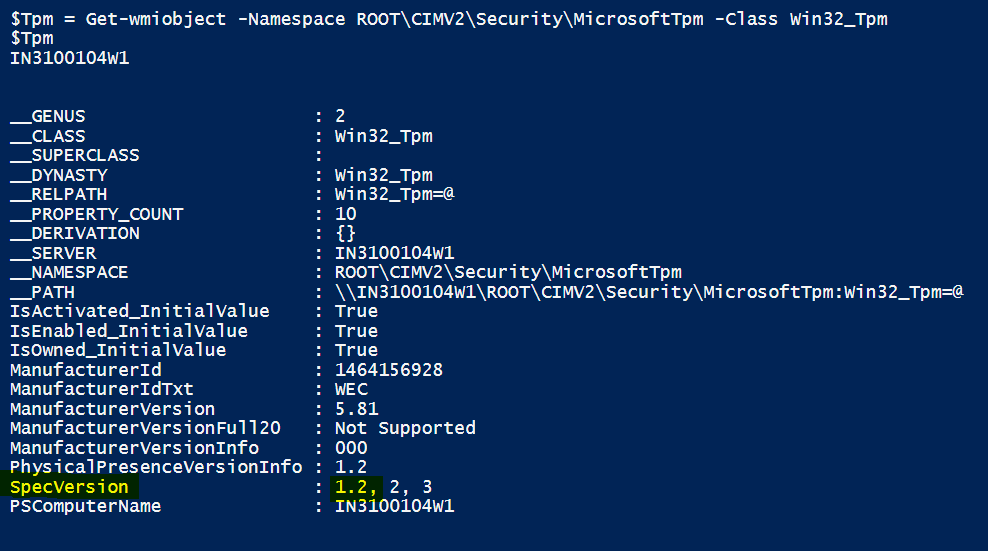 $Tpm = Get-wmiobject -Namespace ROOT\CIMV2\Security\MicrosoftTpm -Class Win32_Tpm
$Tpm
IN3100104W1
__GENUS : 2
__CLASS : Win32_Tpm
__SUPERCLASS :
__DYNASTY : Win32_Tpm
__RELPATH : Win32_Tpm=@
__PROPERTY_COUNT : 10
__DERIVATION : {}
__SERVER : IN3100104W1
__NAMESPACE : ROOT\CIMV2\Security\MicrosoftTpm
__PATH : \\IN3100104W1\ROOT\CIMV2\Security\MicrosoftTpm:Win32_Tpm=@
IsActivated_InitialValue : True
IsEnabled_InitialValue : True
IsOwned_InitialValue : True
ManufacturerId : 1464156928
ManufacturerIdTxt : WEC
ManufacturerVersion : 5.81
ManufacturerVersionFull20 : Not Supported
ManufacturerVersionInfo : 000
PhysicalPresenceVersionInfo : 1.2
SpecVersion : 1.2, 2, 3
PSComputerName : IN3100104W1